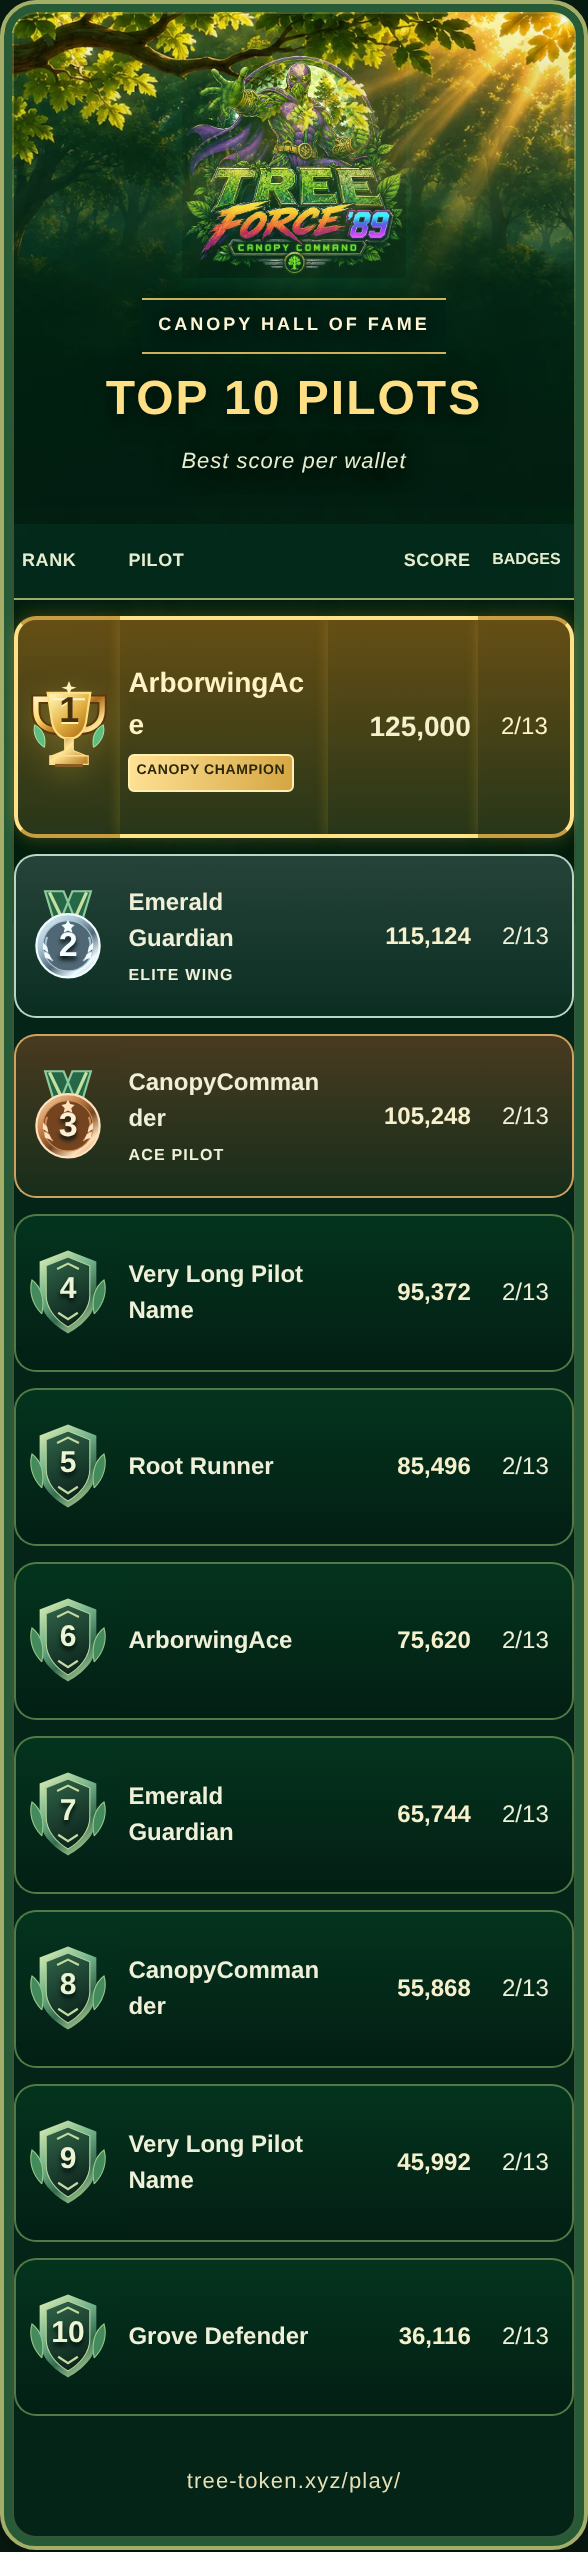 TREE
FORCE '89
CANOPY COMMAND
CANOPY HALL OF FAME
TOP 10 PILOTS
Best score per wallet
RANK PILOT SCORE BADGES
1 ArborwingAc
e
125,000 2/13
CANOPY CHAMPION
2 Emerald
Guardian
115,124 2/13
ELITE WING
3 CanopyComman
der
105,248 2/13
ACE PILOT
4 Very Long Pilot
Name
95,372 2/13
5 Root Runner 85,496 2/13
6 ArborwingAce 75,620 2/13
7 Emerald
Guardian
65,744 2/13
8 CanopyComman
der
55,868 2/13
9 Very Long Pilot
Name
45,992 2/13
10 Grove Defender 36,116 2/13
tree-token.xyz/play/